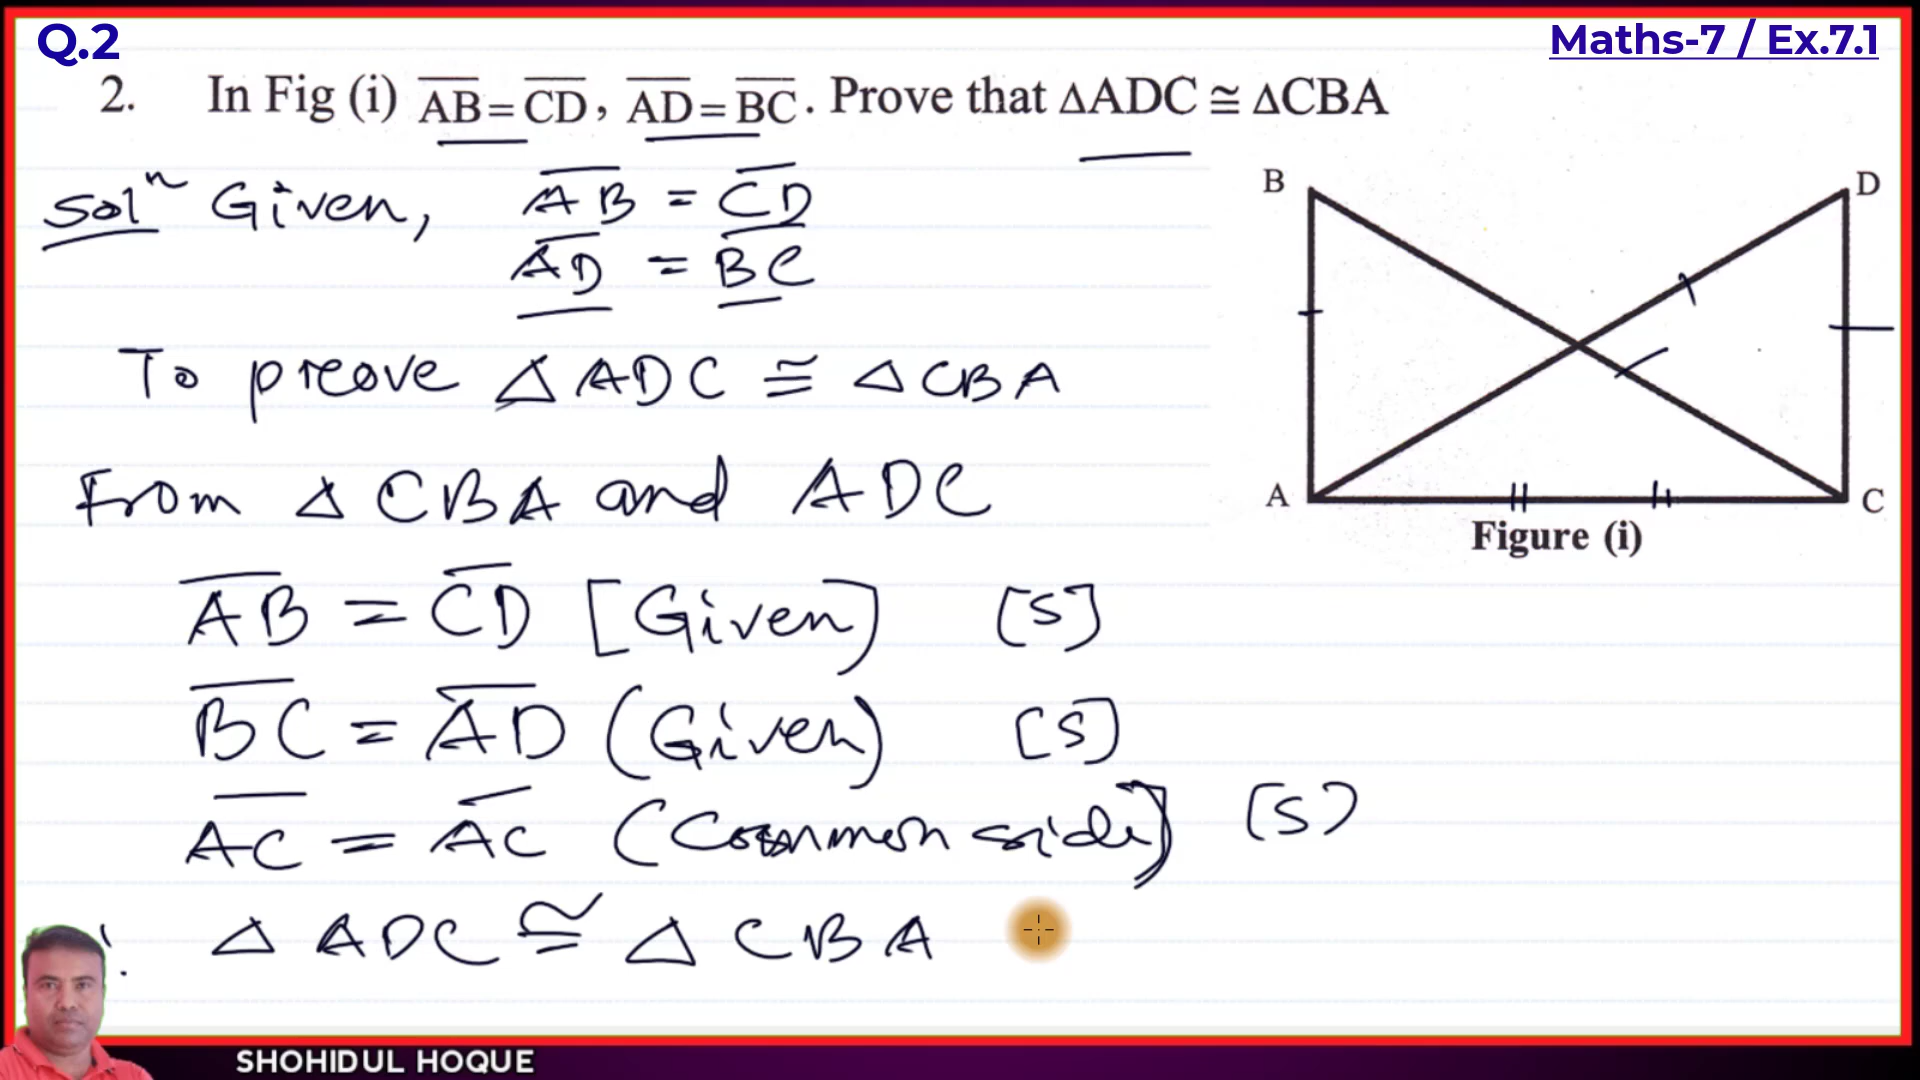 Q.2
Maths-7 / Ex.7.1
2. In Fig (i) AB = CD, AD = BC. Prove that ΔADC ≅ ΔCBA
Solⁿ Given, AB = CD
AD = BC
To prove Δ ADC ≅ Δ CBA
From Δ CBA and ADC
AB = CD [Given] [S]
BC = AD (Given) [S]
AC = AC (Common side) [S)
∴ Δ ADC ≅ Δ CBA
B
D
A
C
Figure (i)
SHOHIDUL HOQUE